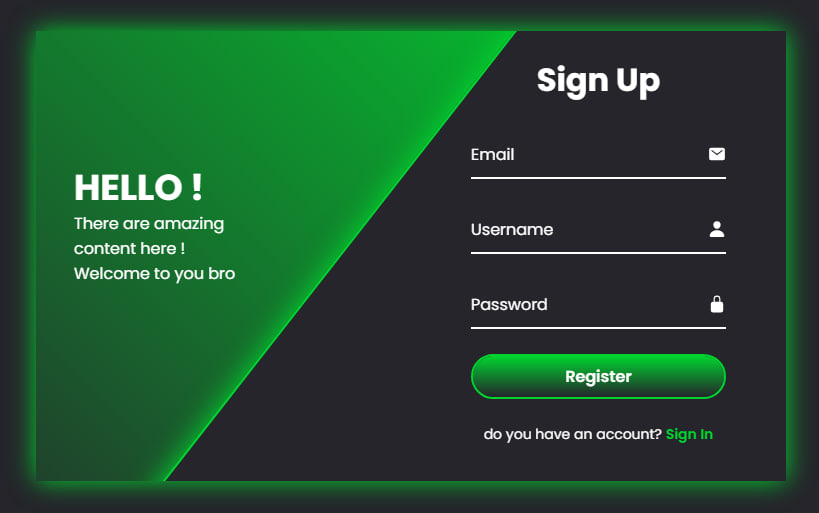 HELLO !
There are amazing
content here !
Welcome to you bro
Sign Up
Email
Username
Password
Register
do you have an account? Sign In